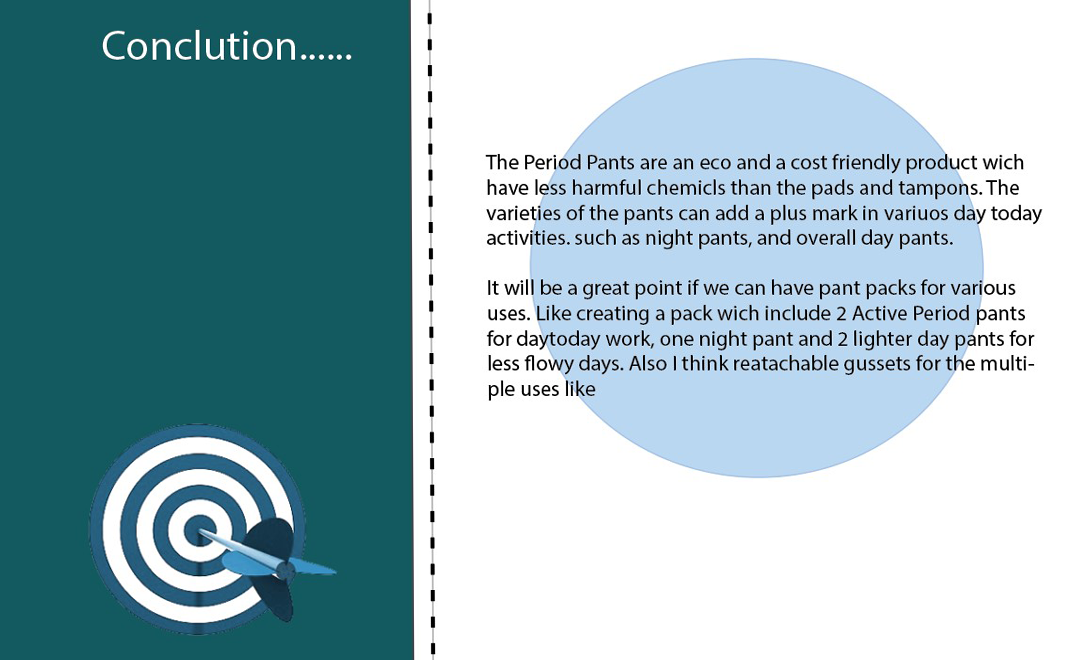 Conclution......
The Period Pants are an eco and a cost friendly product wich
have less harmful chemicls than the pads and tampons. The
varieties of the pants can add a plus mark in variuos day today
activities. such as night pants, and overall day pants.
It will be a great point if we can have pant packs for various
uses. Like creating a pack wich include 2 Active Period pants
for daytoday work, one night pant and 2 lighter day pants for
less flowy days. Also I think reatachable gussets for the multi-
ple uses like